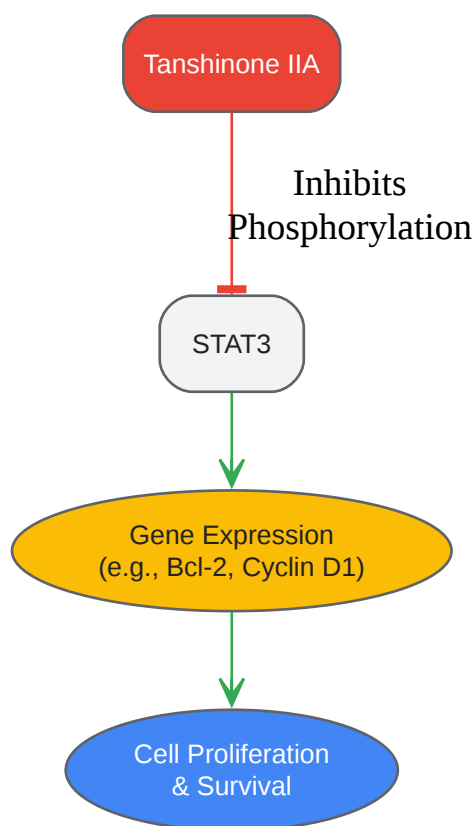 Tanshinone IIA
Inhibits
Phosphorylation
STAT3
Gene Expression
(e.g., Bcl-2, Cyclin D1)
Cell Proliferation
& Survival